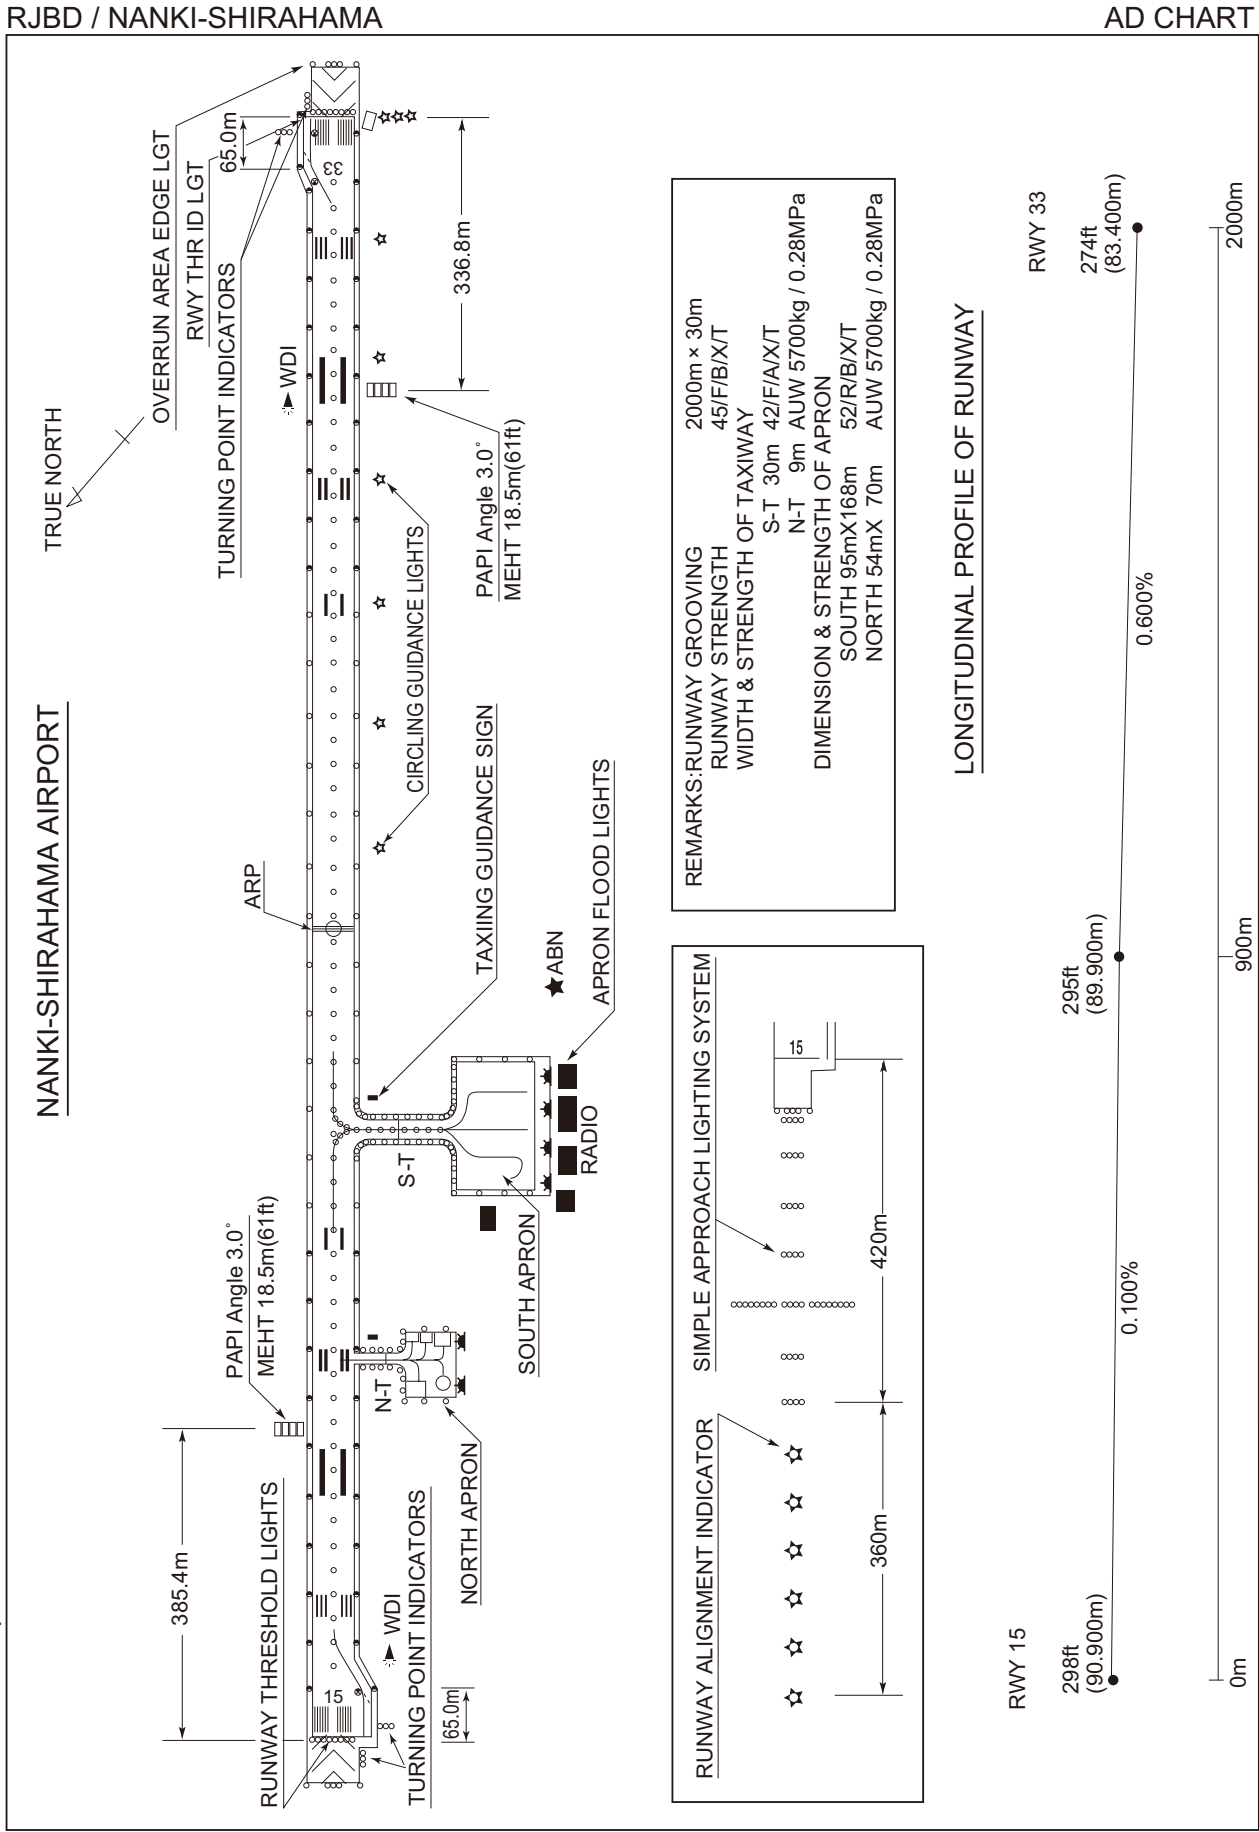 RJBD / NANKI-SHIRAHAMA
AD CHART
NANKI-SHIRAHAMA AIRPORT
TRUE NORTH
OVERRUN AREA EDGE LGT
RWY THR ID LGT
TURNING POINT INDICATORS
65.0m
33
336.8m
WDI
PAPI Angle 3.0°
MEHT 18.5m(61ft)
CIRCLING GUIDANCE LIGHTS
ARP
TAXIING GUIDANCE SIGN
ABN
APRON FLOOD LIGHTS
RADIO
S-T
SOUTH APRON
PAPI Angle 3.0°
MEHT 18.5m(61ft)
N-T
NORTH APRON
385.4m
RUNWAY THRESHOLD LIGHTS
15
WDI
TURNING POINT INDICATORS
65.0m
REMARKS:RUNWAY GROOVING 2000m × 30m
RUNWAY STRENGTH 45/F/B/X/T
WIDTH & STRENGTH OF TAXIWAY
S-T 30m 42/F/A/X/T
N-T 9m AUW 5700kg / 0.28MPa
DIMENSION & STRENGTH OF APRON
SOUTH 95mX168m 52/R/B/X/T
NORTH 54mX 70m AUW 5700kg / 0.28MPa
SIMPLE APPROACH LIGHTING SYSTEM
15
420m
RUNWAY ALIGNMENT INDICATOR
360m
LONGITUDINAL PROFILE OF RUNWAY
RWY 15
298ft
(90.900m)
0.100%
295ft
(89.900m)
0.600%
RWY 33
274ft
(83.400m)
0m
900m
2000m